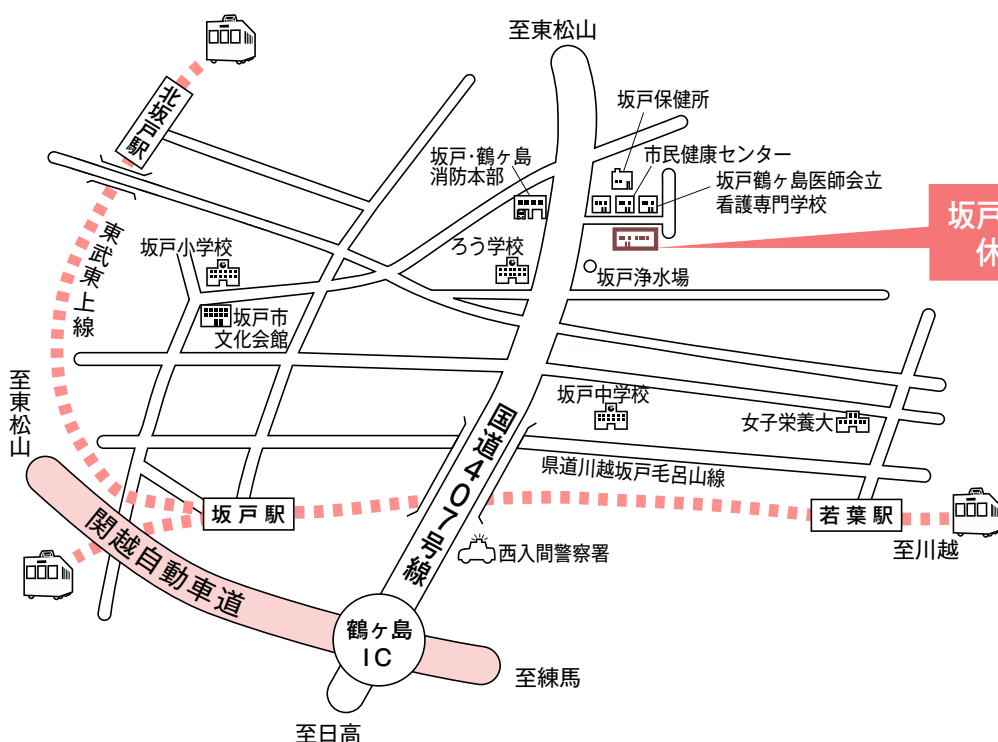 至東松山
北坂戸駅
坂戸保健所
坂戸・鶴ヶ島
消防本部
市民健康センター
坂戸鶴ヶ島医師会立
看護専門学校
坂戸
休
東武東上線
坂戸小学校
ろう学校
坂戸浄水場
坂戸市
文化会館
至東松山
国道407号線
坂戸中学校
女子栄養大
県道川越坂戸毛呂山線
坂戸駅
若葉駅
関越自動車道
西入間警察署
至川越
鶴ヶ島
IC
至練馬
至日高